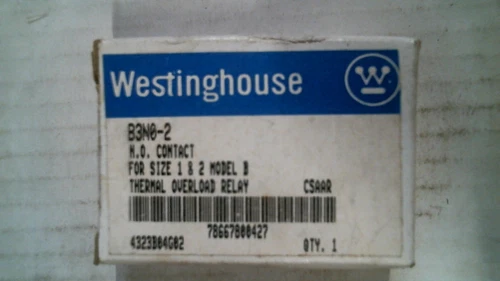 Westinghouse
W
B3N0-2
N.O. CONTACT
FOR SIZE 1 & 2 MODEL B
THERMAL OVERLOAD RELAY CSAAR
78667800427
4323B04G02 QTY. 1